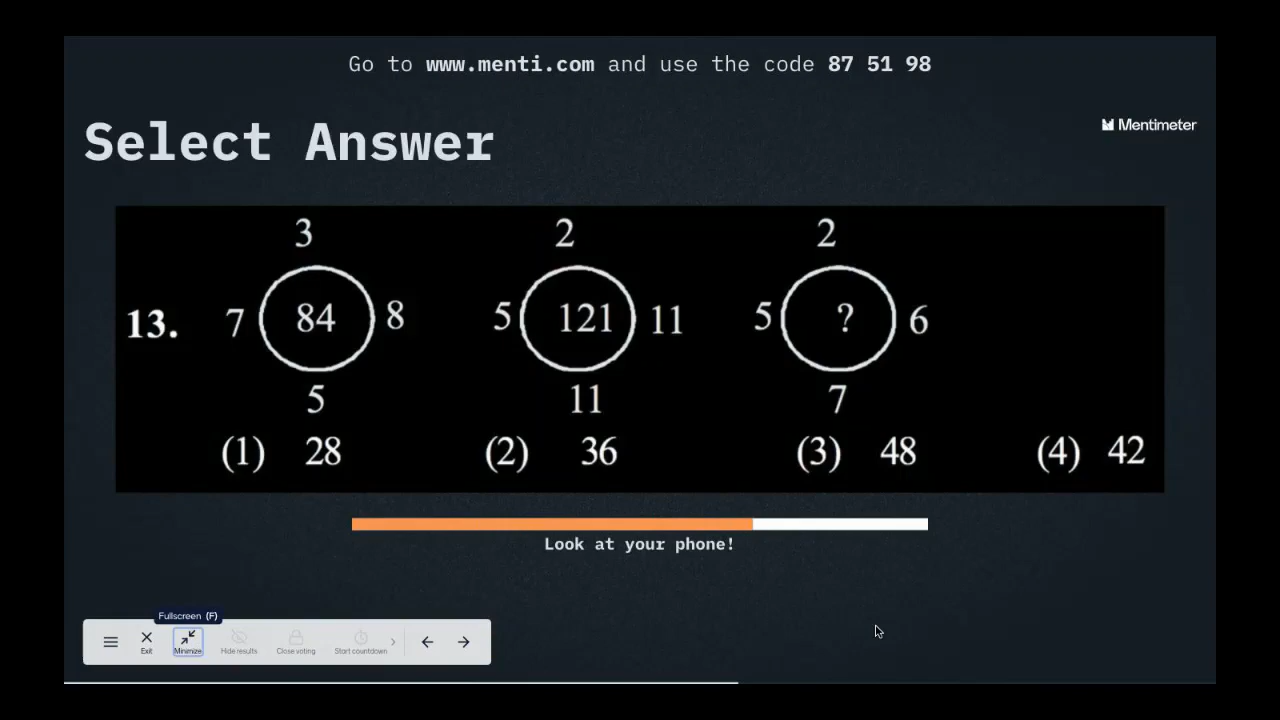 Go to www.menti.com and use the code 87 51 98
Select Answer
Mentimeter
3 2 2
13. 7 84 8 5 121 11 5 ? 6
5 11 7
(1) 28 (2) 36 (3) 48 (4) 42
Look at your phone!
Fullscreen (F)
Exit Minimize Hide results Close voting Start countdown